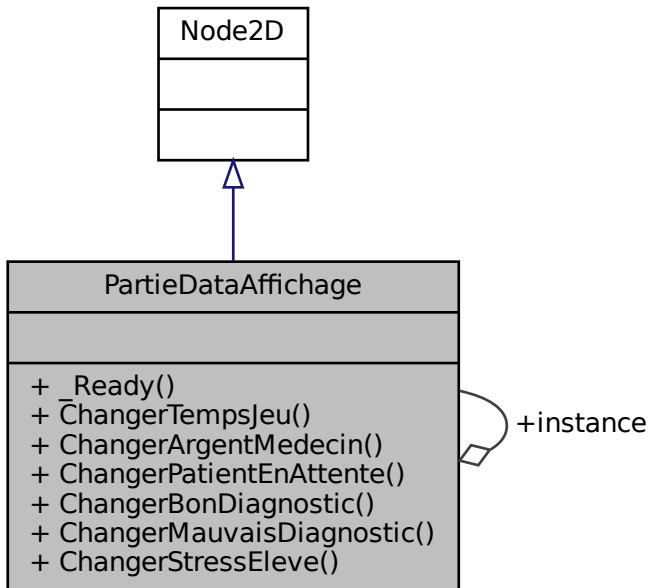 Node2D
PartieDataAffichage
+ _Ready()
+ ChangerTempsJeu()
+ ChangerArgentMedecin()
+ ChangerPatientEnAttente()
+ ChangerBonDiagnostic()
+ ChangerMauvaisDiagnostic()
+ ChangerStressEleve()
+instance